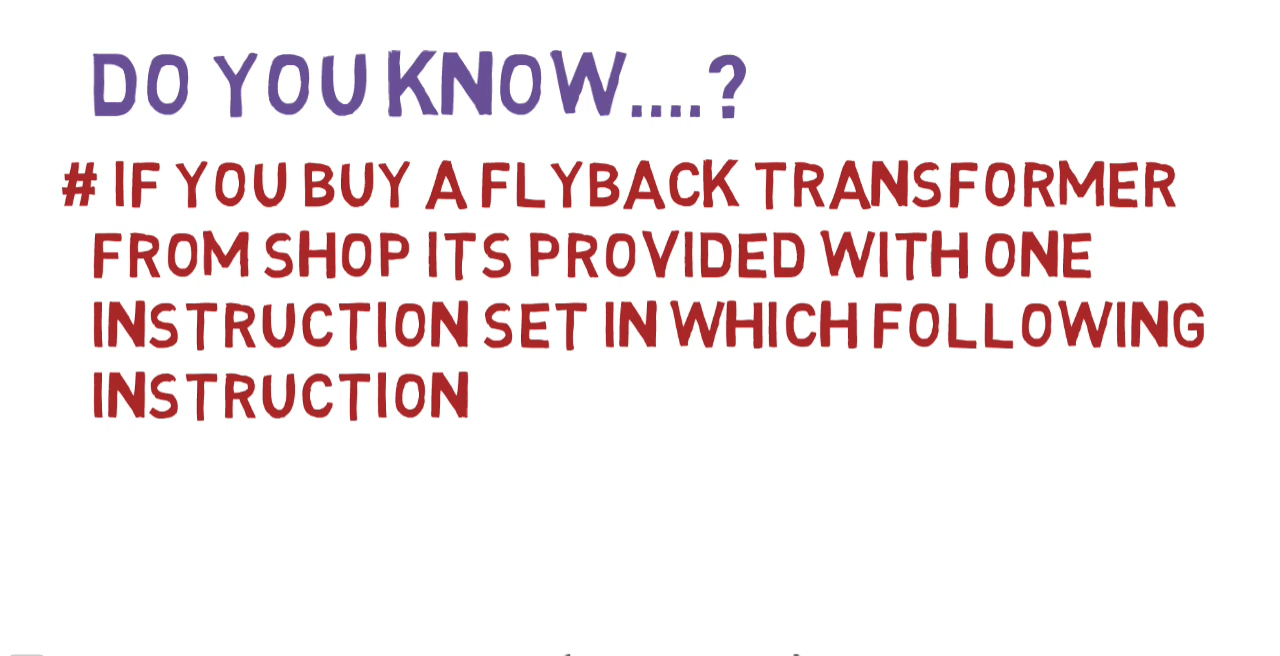 DO YOU KNOW....?
# IF YOU BUY A FLYBACK TRANSFORMER
FROM SHOP ITS PROVIDED WITH ONE
INSTRUCTION SET IN WHICH FOLLOWING
INSTRUCTION